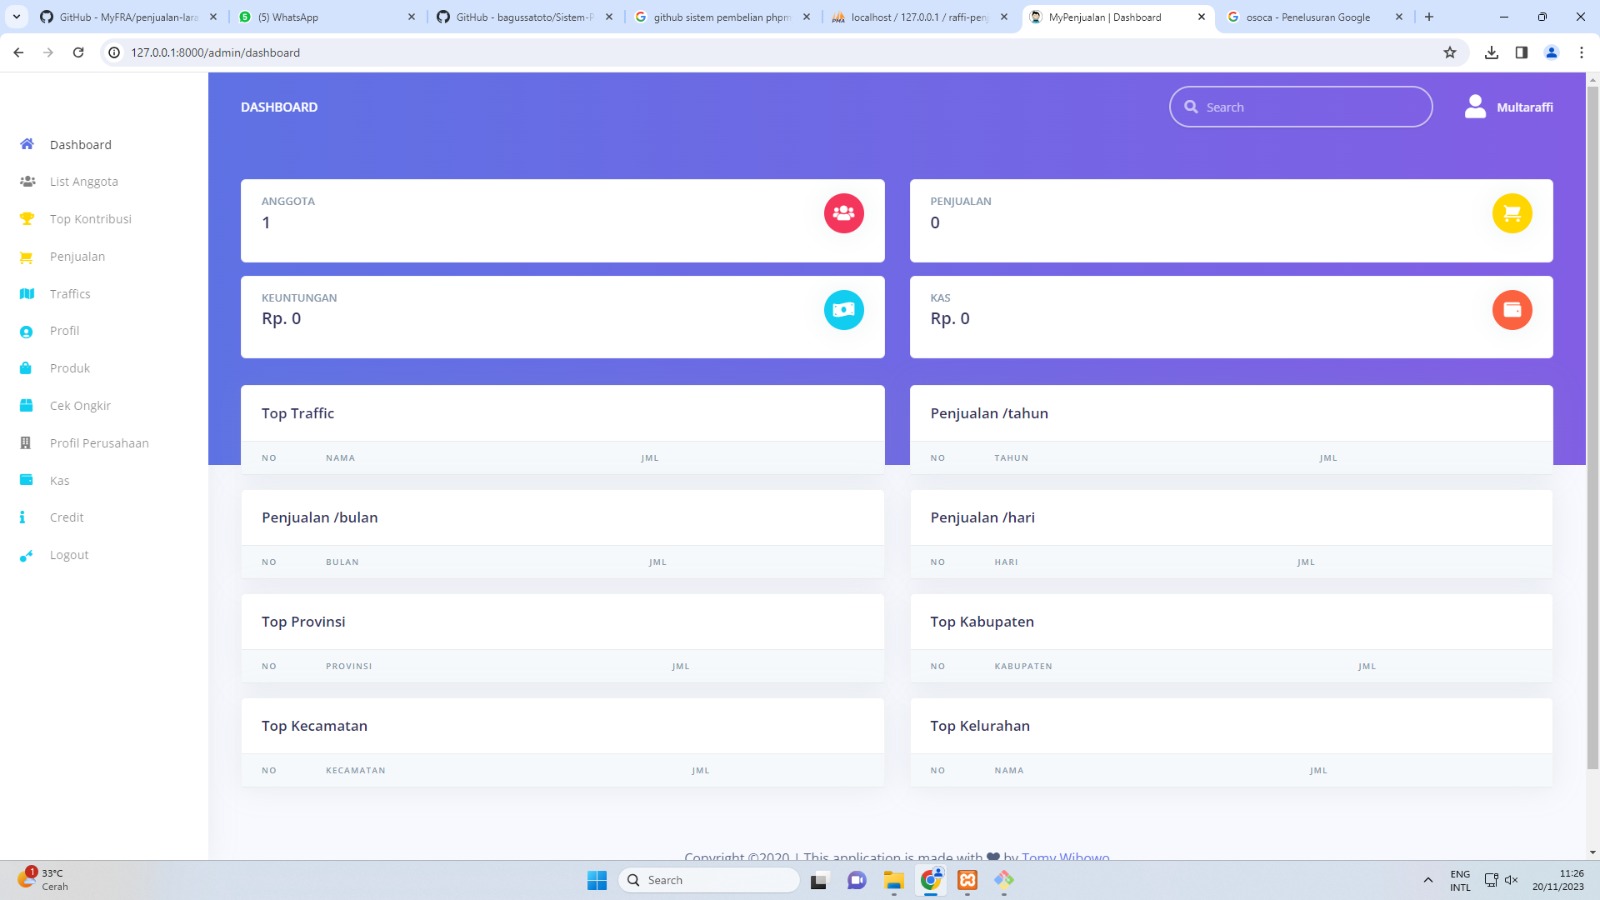 GitHub - MyFRA/penjualan-lara
(5) WhatsApp
GitHub - bagussatoto/Sistem-P
github sistem pembelian phpm
localhost / 127.0.0.1 / raffi-penj
MyPenjualan | Dashboard
osoca - Penelusuran Google
127.0.0.1:8000/admin/dashboard
DASHBOARD
Search
Multaraffi
Dashboard
List Anggota
Top Kontribusi
Penjualan
Traffics
Profil
Produk
Cek Ongkir
Profil Perusahaan
Kas
Credit
Logout
ANGGOTA
1
PENJUALAN
0
KEUNTUNGAN
Rp. 0
KAS
Rp. 0
Top Traffic
NO NAMA JML
Penjualan /tahun
NO TAHUN JML
Penjualan /bulan
NO BULAN JML
Penjualan /hari
NO HARI JML
Top Provinsi
NO PROVINSI JML
Top Kabupaten
NO KABUPATEN JML
Top Kecamatan
NO KECAMATAN JML
Top Kelurahan
NO NAMA JML
Copyright ©2020 | This application is made with by Tomy Wibowo
1
33°C
Cerah
Search
ENG
INTL
11:26
20/11/2023